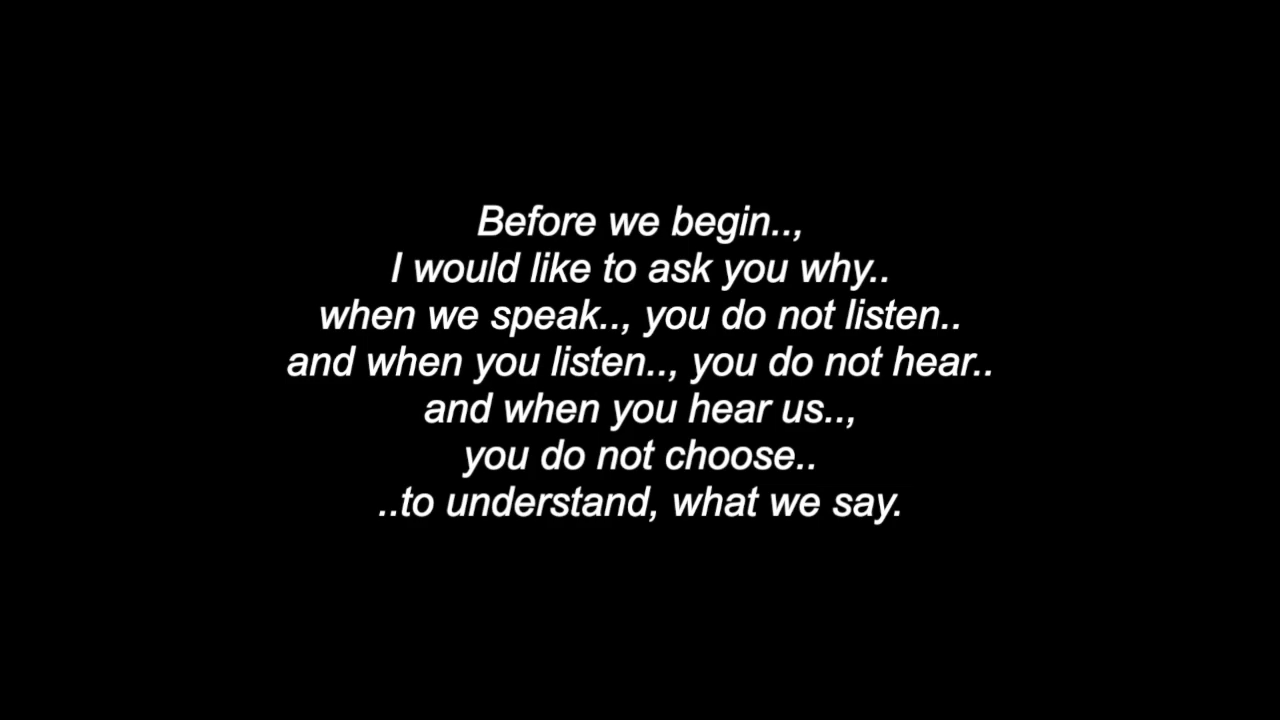 Before we begin..,
I would like to ask you why..
when we speak.., you do not listen..
and when you listen.., you do not hear..
and when you hear us..,
you do not choose..
..to understand, what we say.